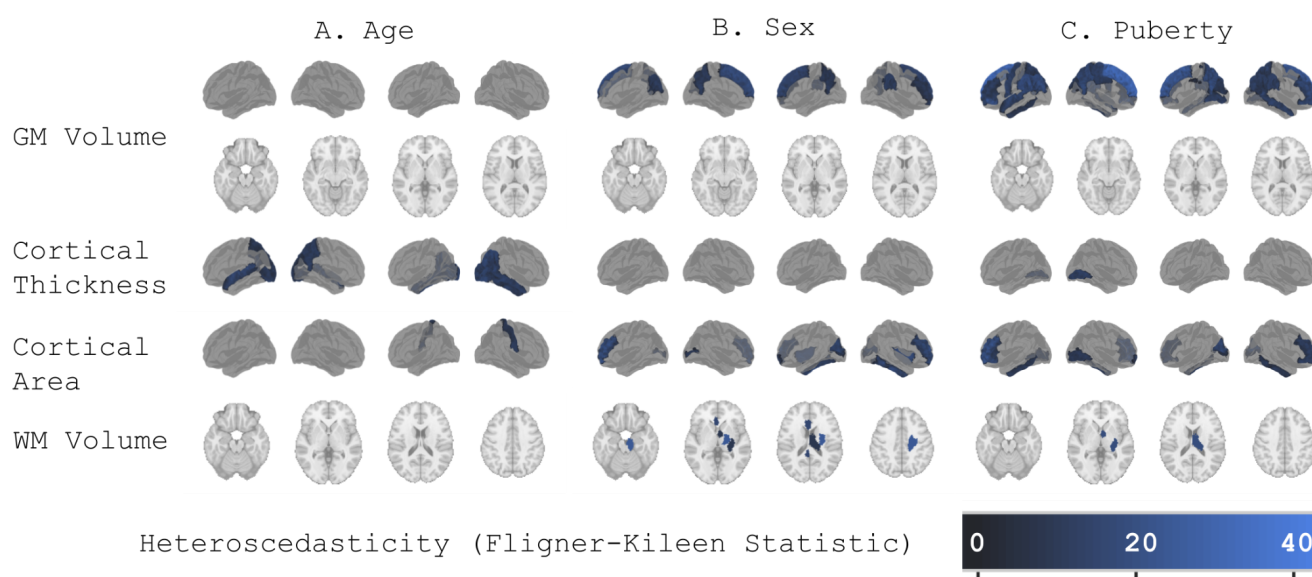 A. Age
B. Sex
C. Puberty
GM Volume
Cortical
Thickness
Cortical
Area
WM Volume
Heteroscedasticity (Fligner-Kileen Statistic)
0 20 40